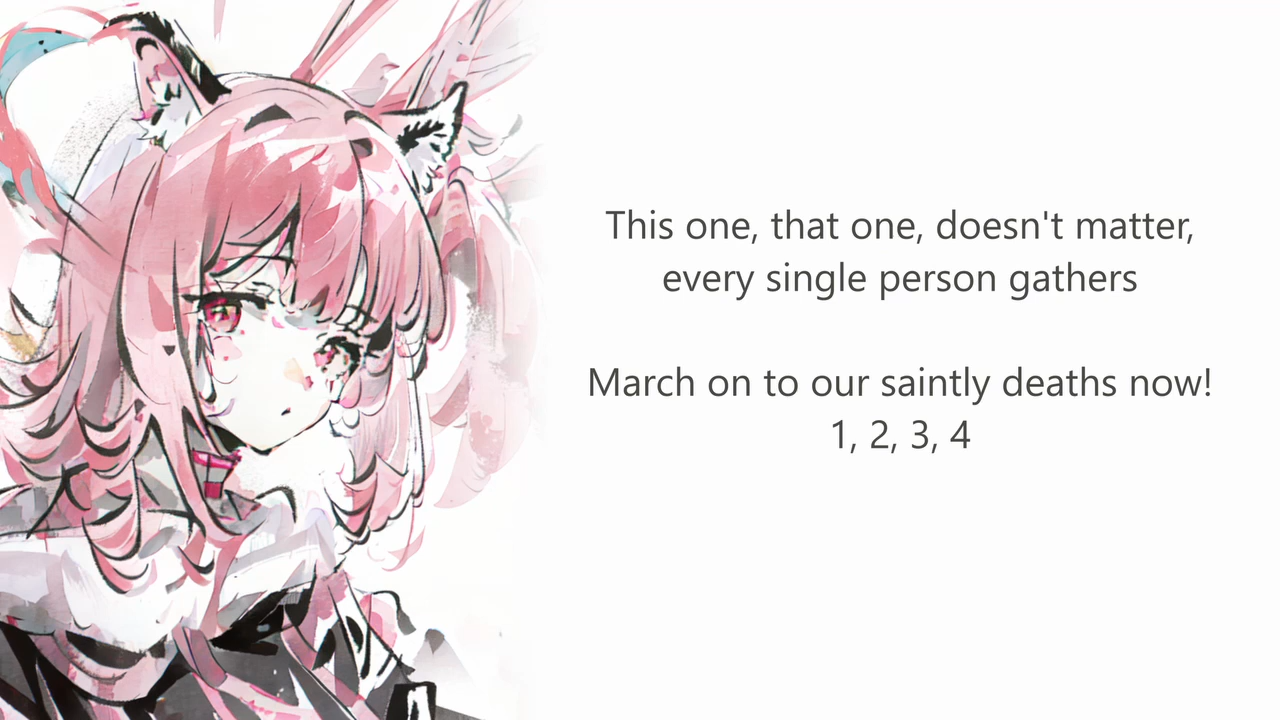 This one, that one, doesn't matter,
every single person gathers
March on to our saintly deaths now!
1, 2, 3, 4